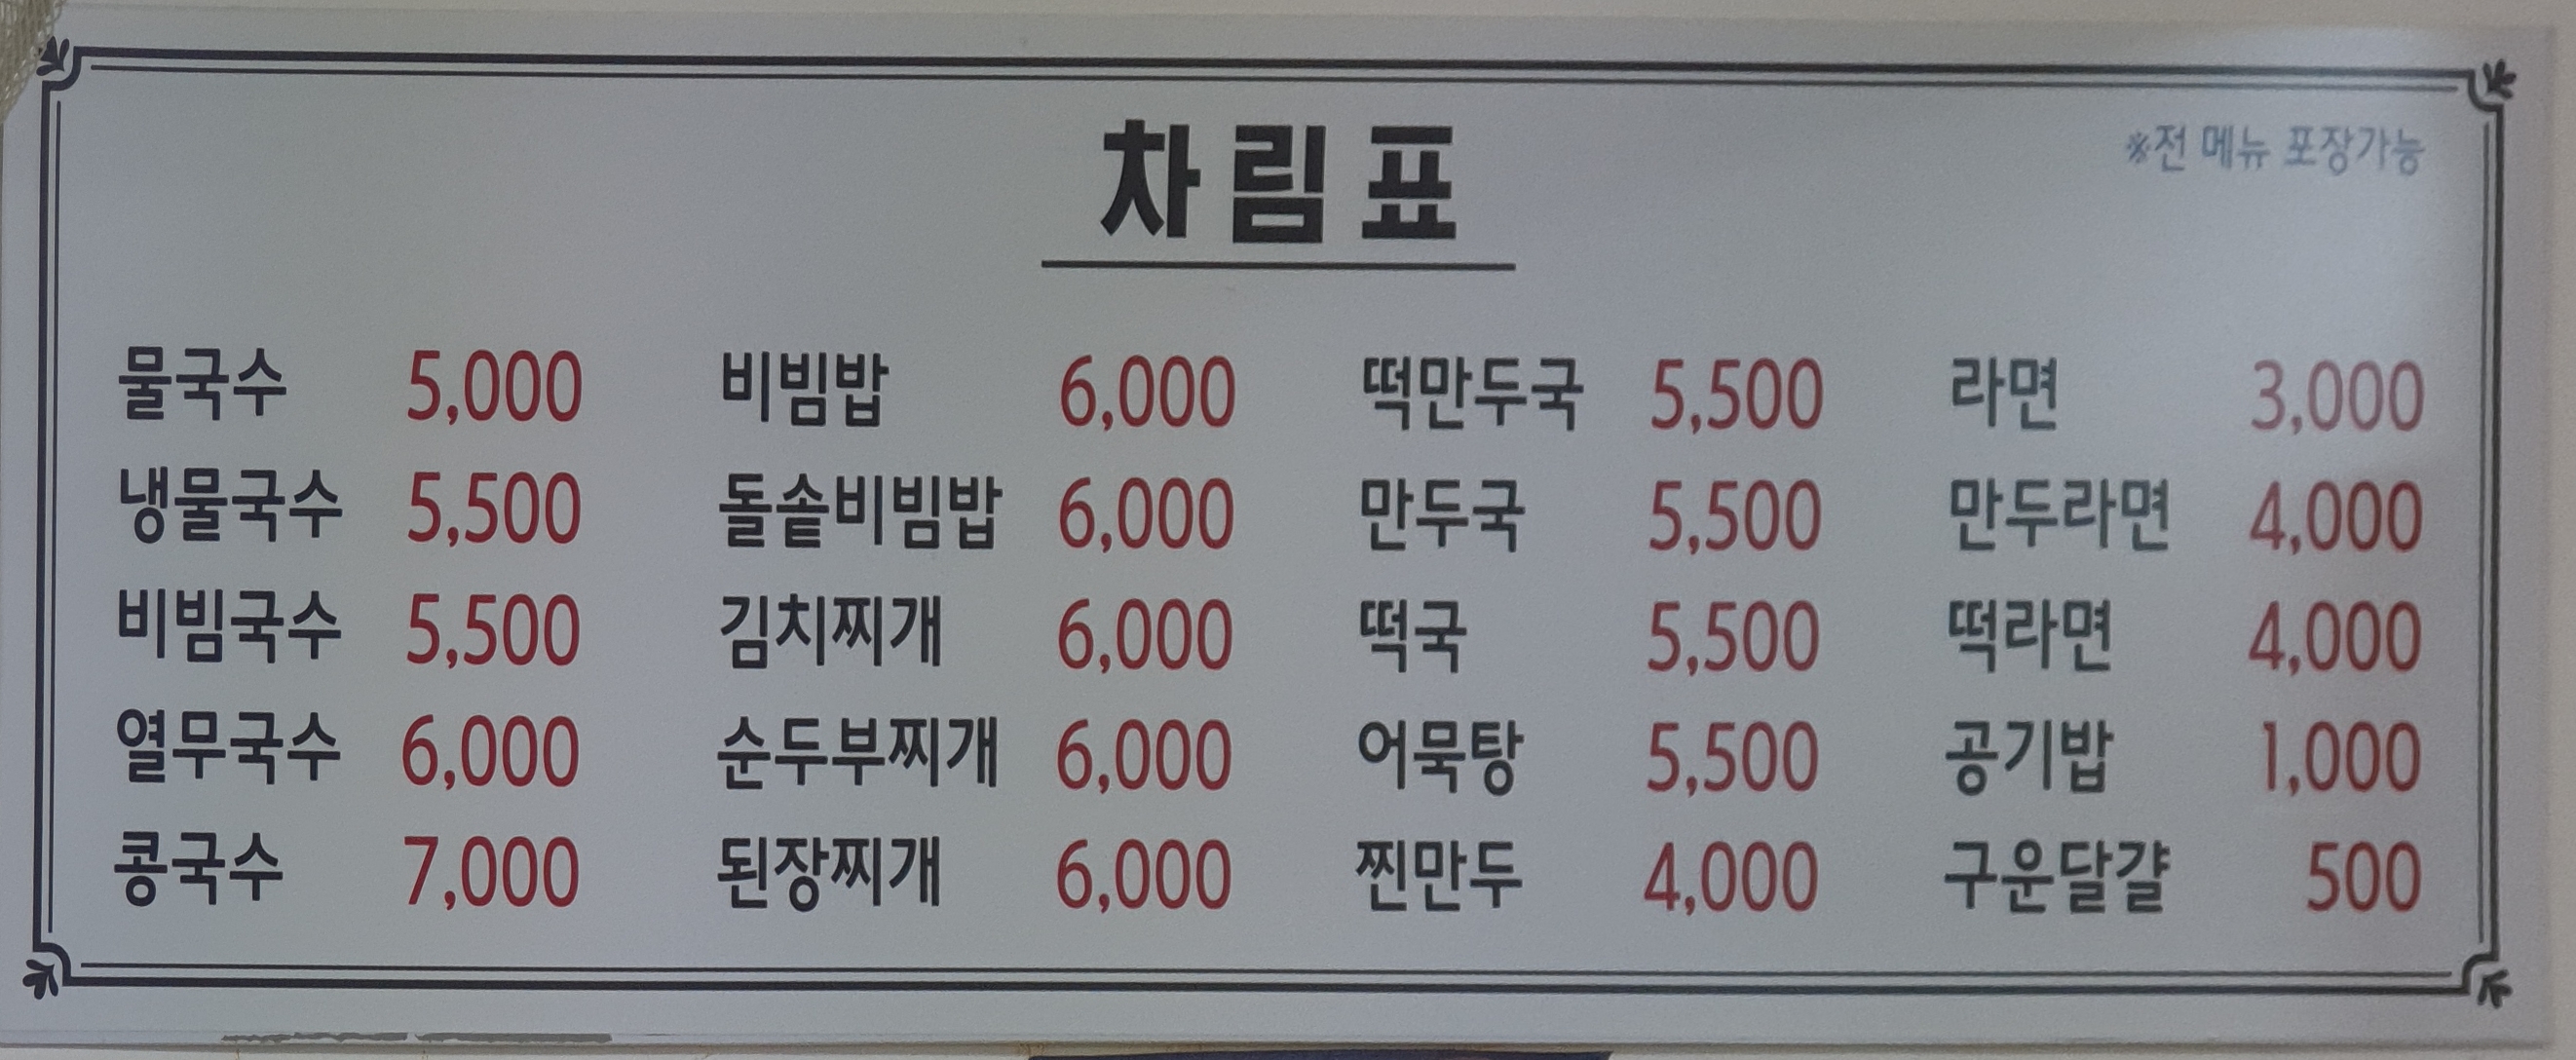 차림표
※전 메뉴 포장가능
물국수 5,000 비빔밥 6,000 떡만두국 5,500 라면 3,000
냉물국수 5,500 돌솥비빔밥 6,000 만두국 5,500 만두라면 4,000
비빔국수 5,500 김치찌개 6,000 떡국 5,500 떡라면 4,000
열무국수 6,000 순두부찌개 6,000 어묵탕 5,500 공기밥 1,000
콩국수 7,000 된장찌개 6,000 찐만두 4,000 구운달걀 500